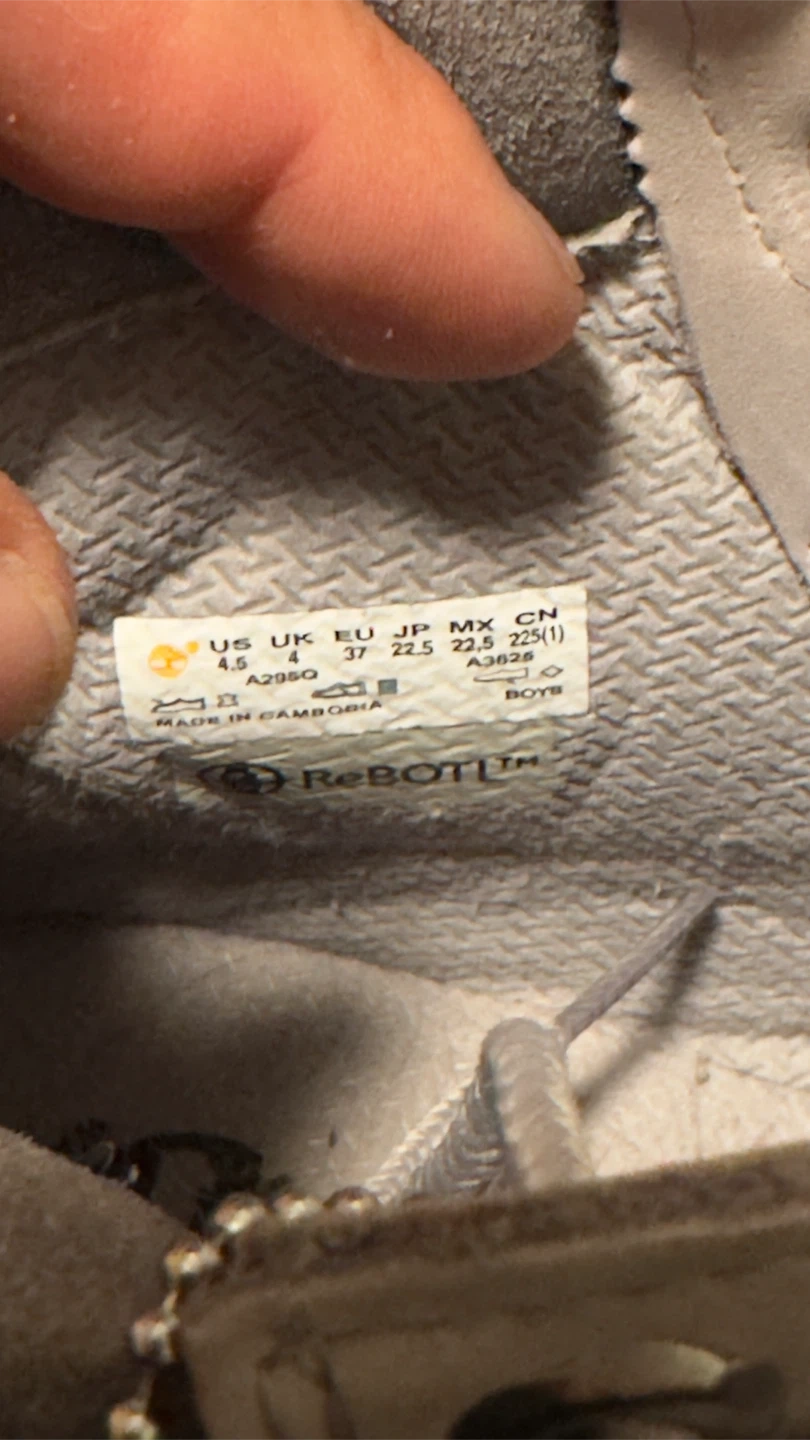 US UK EU JP MX CN
4.5 4 37 22.5 22,5 225(1)
A295Q A3625
BOYS
MADE IN CAMBODIA
ReBOTL™